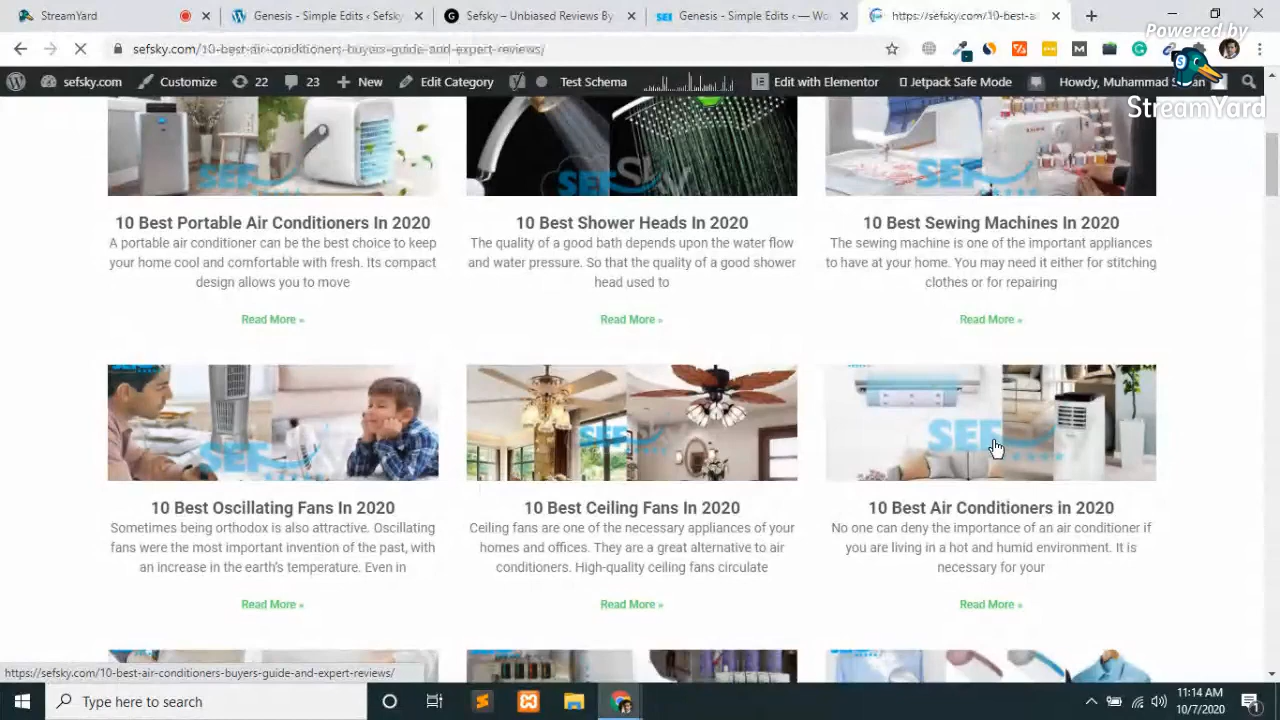 StreamYard
Genesis - Simple Edits ‹ Sefsky
Sefsky – Unbiased Reviews By
Genesis - Simple Edits — Wo
https://sefsky.com/10-best-a
sefsky.com/10-best-air-conditioners-buyers-guide-and-expert-reviews/
Powered by
StreamYard
sefsky.com
Customize
22
23
New
Edit Category
Test Schema
Edit with Elementor
Jetpack Safe Mode
Howdy, Muhammad
10 Best Portable Air Conditioners In 2020
A portable air conditioner can be the best choice to keep
your home cool and comfortable with fresh. Its compact
design allows you to move
Read More »
10 Best Shower Heads In 2020
The quality of a good bath depends upon the water flow
and water pressure. So that the quality of a good shower
head used to
Read More »
10 Best Sewing Machines In 2020
The sewing machine is one of the important appliances
to have at your home. You may need it either for stitching
clothes or for repairing
Read More »
10 Best Oscillating Fans In 2020
Sometimes being orthodox is also attractive. Oscillating
fans were the most important invention of the past, with
an increase in the earth's temperature. Even in
Read More »
10 Best Ceiling Fans In 2020
Ceiling fans are one of the necessary appliances of your
homes and offices. They are a great alternative to air
conditioners. High-quality ceiling fans circulate
Read More »
10 Best Air Conditioners in 2020
No one can deny the importance of an air conditioner if
you are living in a hot and humid environment. It is
necessary for your
Read More »
https://sefsky.com/10-best-air-conditioners-buyers-guide-and-expert-reviews/
Type here to search
11:14 AM
10/7/2020